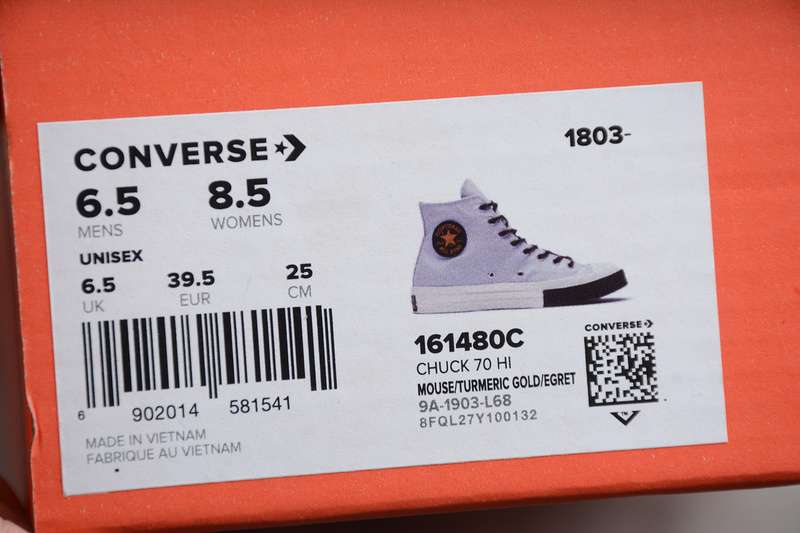 CONVERSE
1803-
6.5 8.5
MENS WOMENS
UNISEX
6.5 39.5 25
UK EUR CM
6 902014 581541
MADE IN VIETNAM
FABRIQUE AU VIETNAM
161480C
CHUCK 70 HI
MOUSE/TURMERIC GOLD/EGRET
9A-1903-L68
8FQL27Y100132
CONVERSE
TM